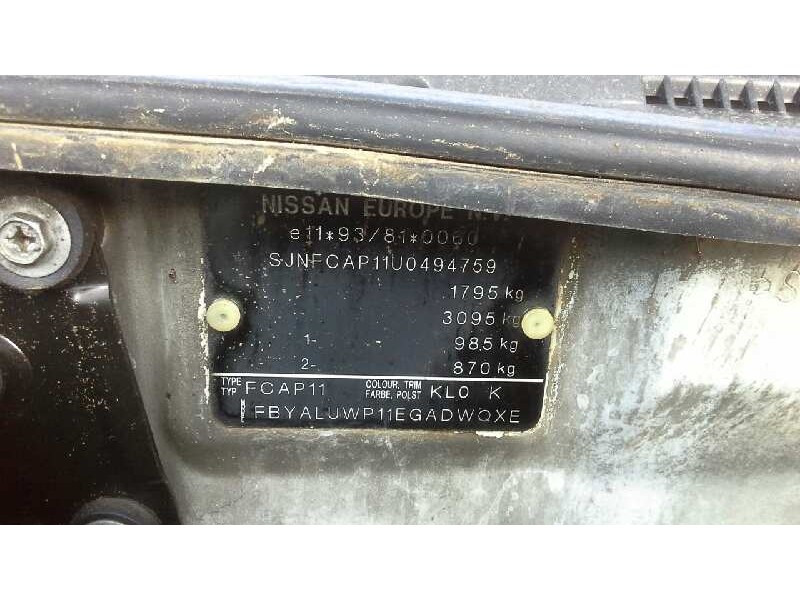 NISSAN EUROPE N.V.
e11*93/81*0060
SJNFCAP11U0494759
1795 kg
3095 kg
1- 985 kg
2- 870 kg
TYPE
TYP FCAP11 COLOUR, TRIM
FARBE, POLST KL0 K
FBYALUWP11EGADWQXE